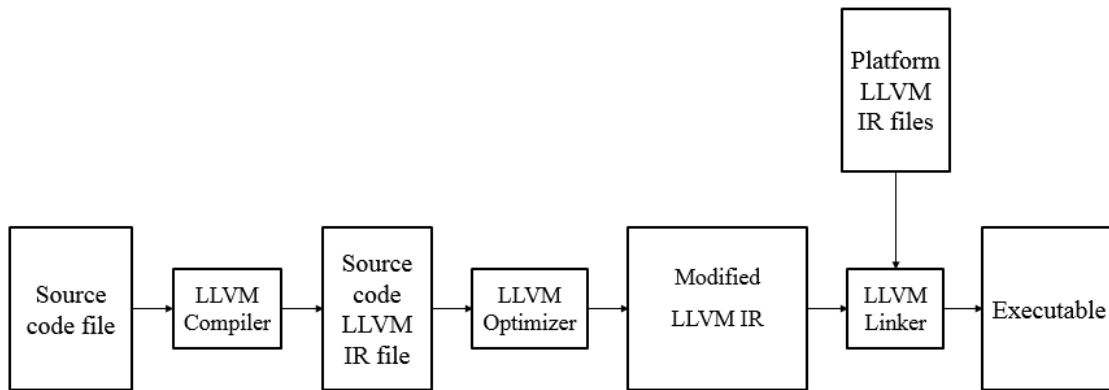 Platform
LLVM
IR files
Source
code file
LLVM
Compiler
Source
code
LLVM
IR file
LLVM
Optimizer
Modified
LLVM IR
LLVM
Linker
Executable